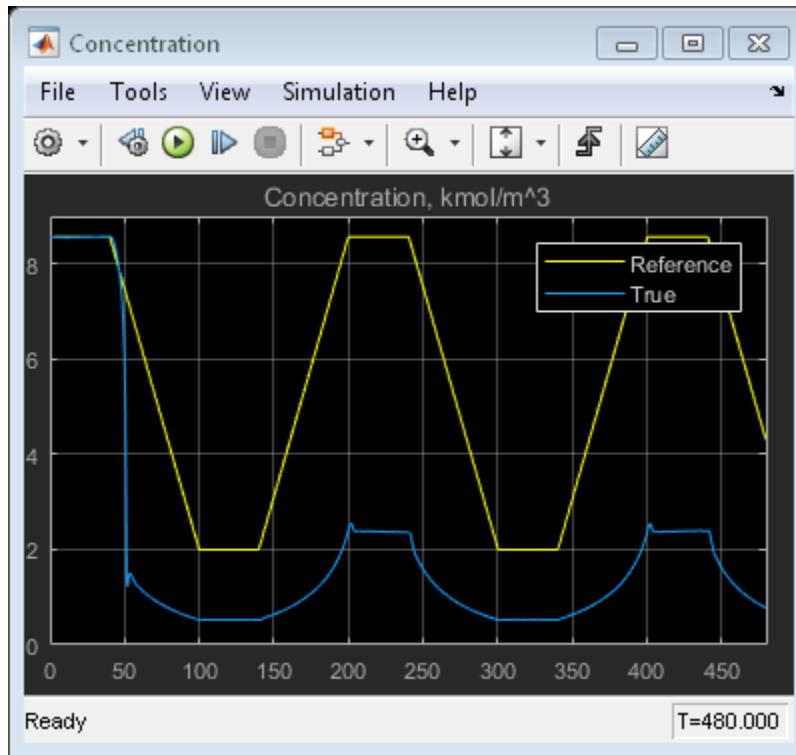 Concentration
File Tools View Simulation Help
Concentration, kmol/m^3
Reference
True
8
6
4
2
0
0 50 100 150 200 250 300 350 400 450
Ready T=480.000